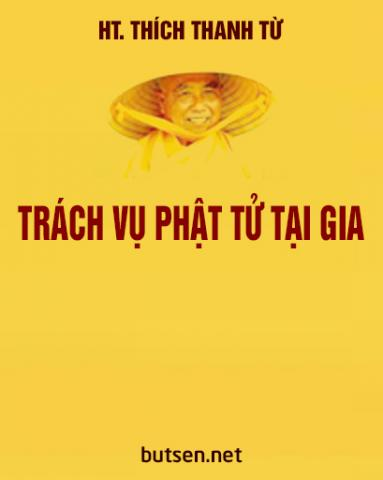 HT. THÍCH THANH TỪ
TRÁCH VỤ PHẬT TỬ TẠI GIA
butsen.net